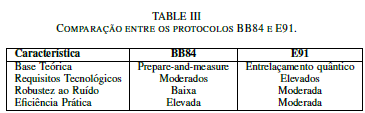 TABLE III
COMPARAÇÃO ENTRE OS PROTOCOLOS BB84 E E91.
Característica BB84 E91
Base Teórica Prepare-and-measure Entrelaçamento quântico
Requisitos Tecnológicos Moderados Elevados
Robustez ao Ruído Baixa Moderada
Eficiência Prática Elevada Moderada